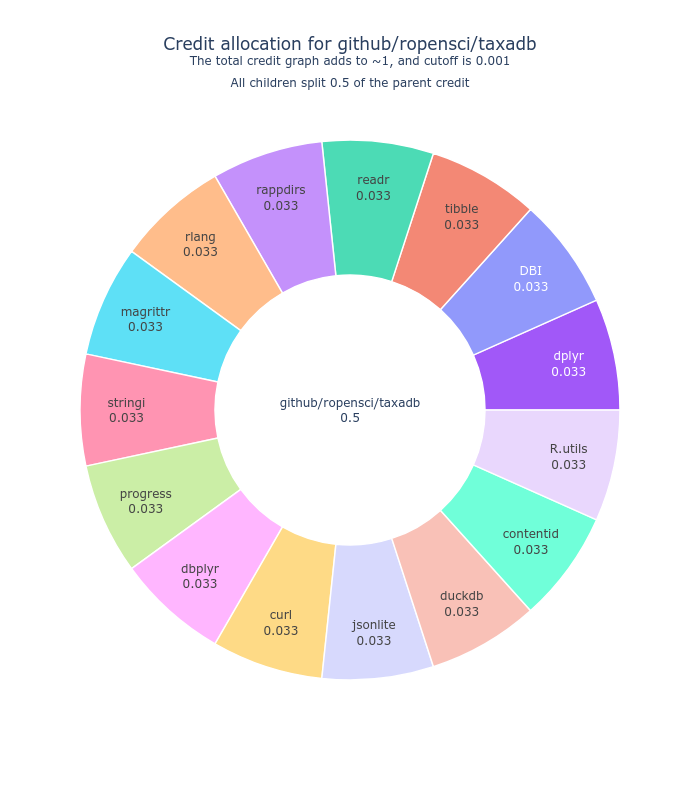 Credit allocation for github/ropensci/taxadb
The total credit graph adds to ~1, and cutoff is 0.001
All children split 0.5 of the parent credit
readr
0.033
rappdirs
0.033
tibble
0.033
rlang
0.033
DBI
0.033
magrittr
0.033
dplyr
0.033
stringi
0.033
github/ropensci/taxadb
0.5
R.utils
0.033
progress
0.033
contentid
0.033
dbplyr
0.033
duckdb
0.033
curl
0.033
jsonlite
0.033